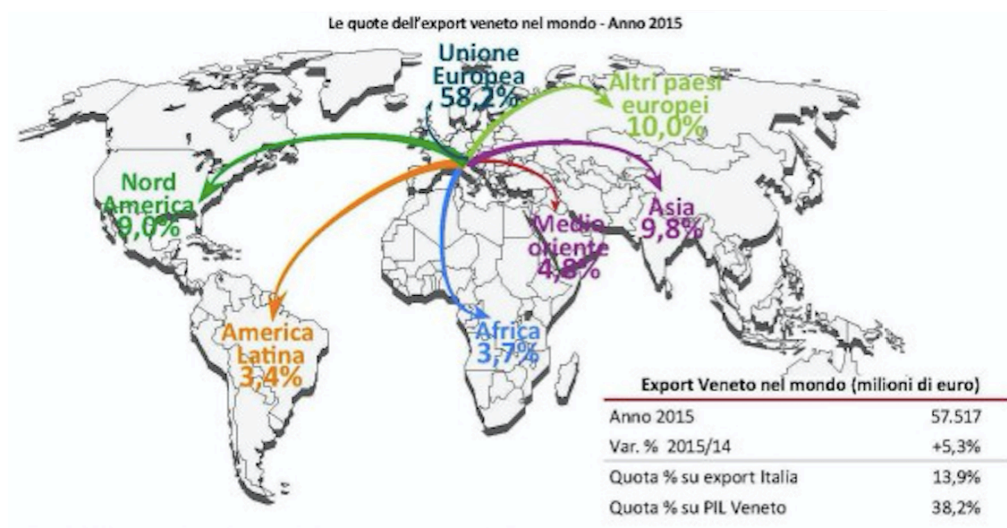 Le quote dell'export veneto nel mondo - Anno 2015
Unione
Europea
58,2%
Altri paesi
europei
10,0%
Nord
America
9,0%
Asia
9,8%
Medio
oriente
4,8%
America
Latina
3,4%
Africa
3,7%
Export Veneto nel mondo (milioni di euro)
Anno 2015 57.517
Var. % 2015/14 +5,3%
Quota % su export Italia 13,9%
Quota % su PIL Veneto 38,2%